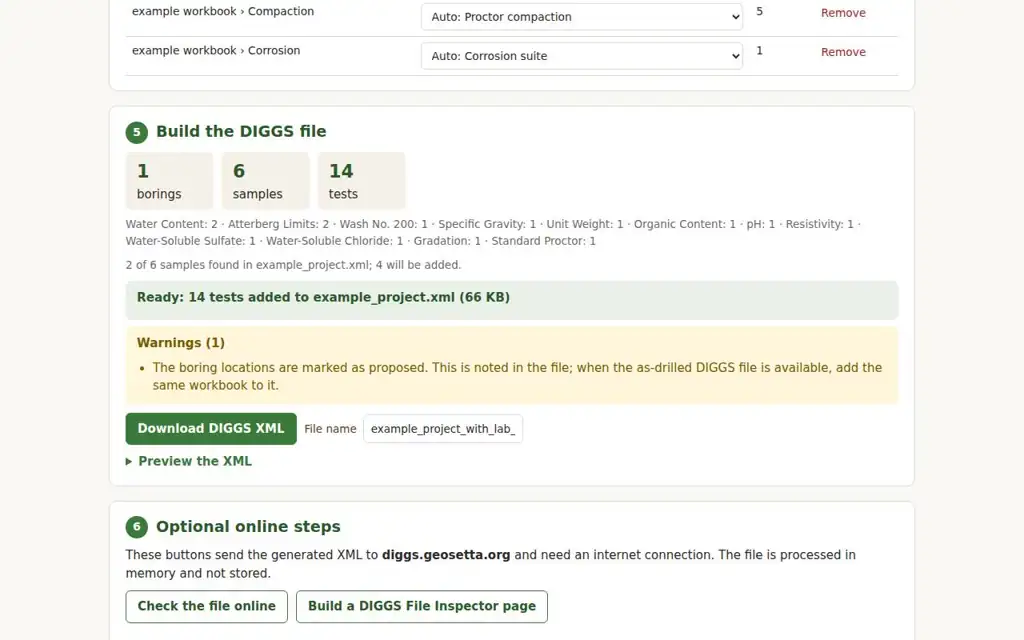 example workbook › Compaction
Auto: Proctor compaction
5
Remove
example workbook › Corrosion
Auto: Corrosion suite
1
Remove
5 Build the DIGGS file
1
borings
6
samples
14
tests
Water Content: 2 · Atterberg Limits: 2 · Wash No. 200: 1 · Specific Gravity: 1 · Unit Weight: 1 · Organic Content: 1 · pH: 1 · Resistivity: 1 ·
Water-Soluble Sulfate: 1 · Water-Soluble Chloride: 1 · Gradation: 1 · Standard Proctor: 1
2 of 6 samples found in example_project.xml; 4 will be added.
Ready: 14 tests added to example_project.xml (66 KB)
Warnings (1)
• The boring locations are marked as proposed. This is noted in the file; when the as-drilled DIGGS file is available, add the
same workbook to it.
Download DIGGS XML File name example_project_with_lab_
Preview the XML
6 Optional online steps
These buttons send the generated XML to diggs.geosetta.org and need an internet connection. The file is processed in
memory and not stored.
Check the file online
Build a DIGGS File Inspector page